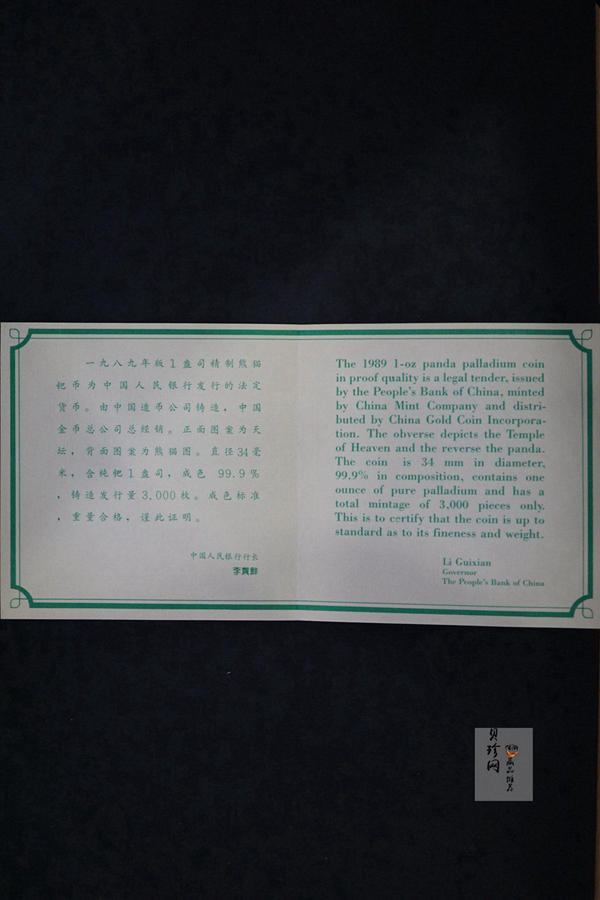 一九八九年版1盎司精制熊猫
钯币为中国人民银行发行的法定
货币。由中国造币公司铸造，中国
金币总公司总经销。正面图案为天
坛，背面图案为熊猫图。直径34毫
米，含纯钯1盎司，成色 99.9%
，铸造发行量3,000枚。成色标准
，重量合格，谨此证明。
中国人民银行行长
李貴鲜
The 1989 1-oz panda palladium coin
in proof quality is a legal tender, issued
by the People's Bank of China, minted
by China Mint Company and distri-
buted by China Gold Coin Incorpora-
tion. The obverse depicts the Temple
of Heaven and the reverse the panda.
The coin is 34 mm in diameter,
99.9% in composition, contains one
ounce of pure palladium and has a
total mintage of 3,000 pieces only.
This is to certify that the coin is up to
standard as to its fineness and weight.
Li Guixian
Governor
The People's Bank of China
贝珍网
藏品推荐